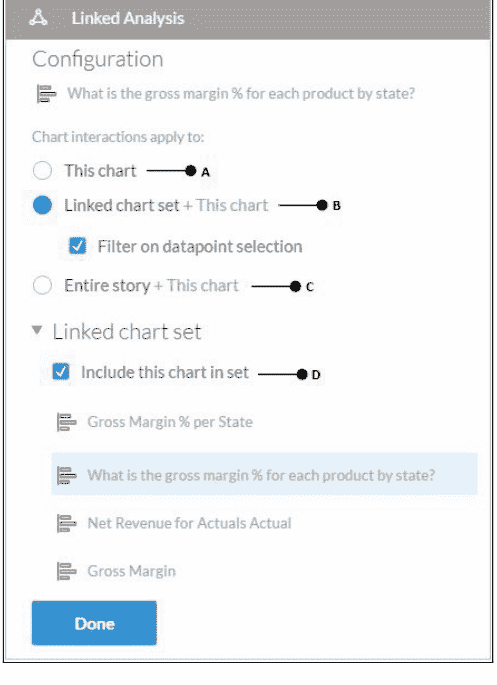 Linked Analysis
Configuration
What is the gross margin % for each product by state?
Chart interactions apply to:
This chart A
Linked chart set + This chart B
Filter on datapoint selection
Entire story + This chart C
Linked chart set
Include this chart in set D
Gross Margin % per State
What is the gross margin % for each product by state?
Net Revenue for Actuals Actual
Gross Margin
Done